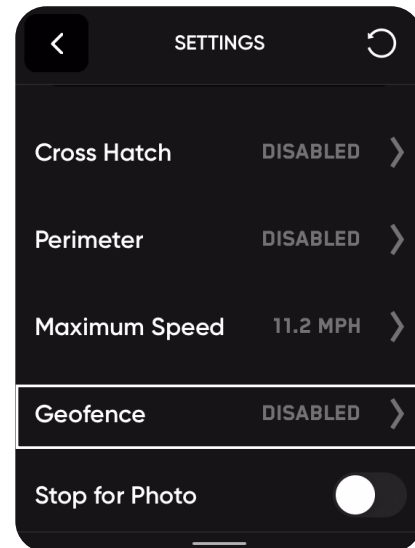 SETTINGS
Cross Hatch DISABLED
Perimeter DISABLED
Maximum Speed 11.2 MPH
Geofence DISABLED
Stop for Photo